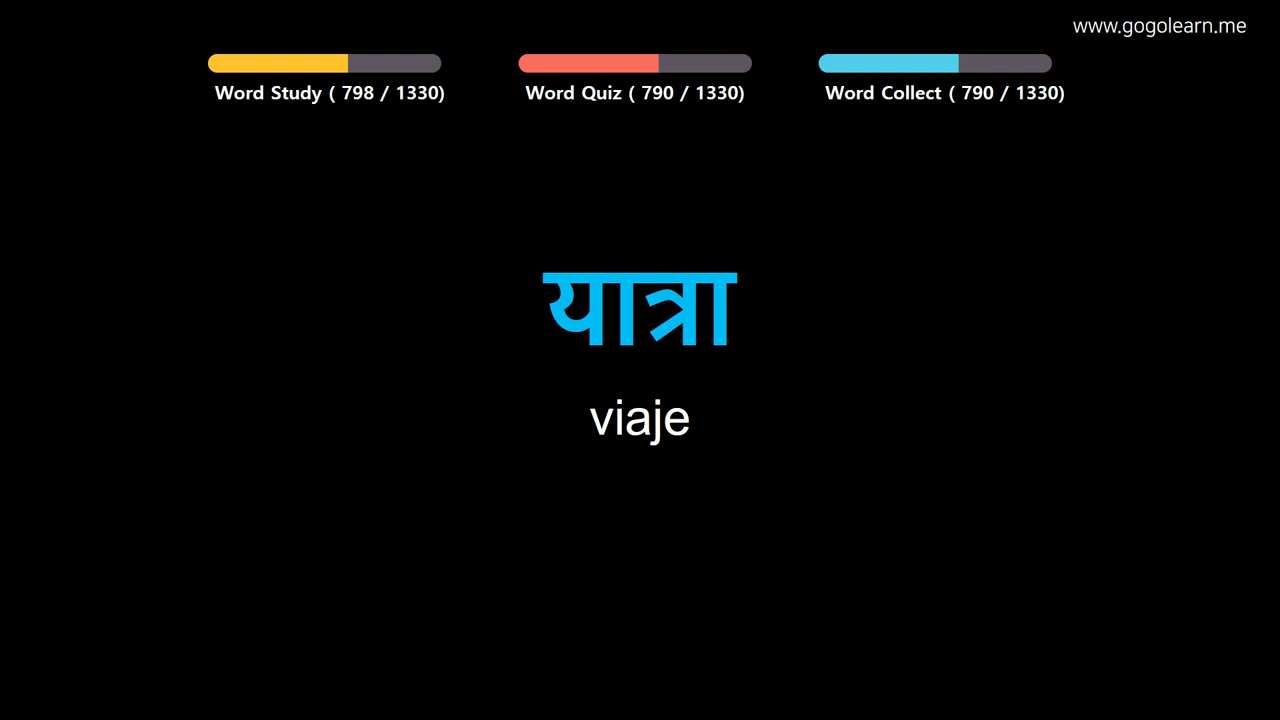 www.gogolearn.me
Word Study ( 798 / 1330)
Word Quiz ( 790 / 1330)
Word Collect ( 790 / 1330)
यात्रा
viaje